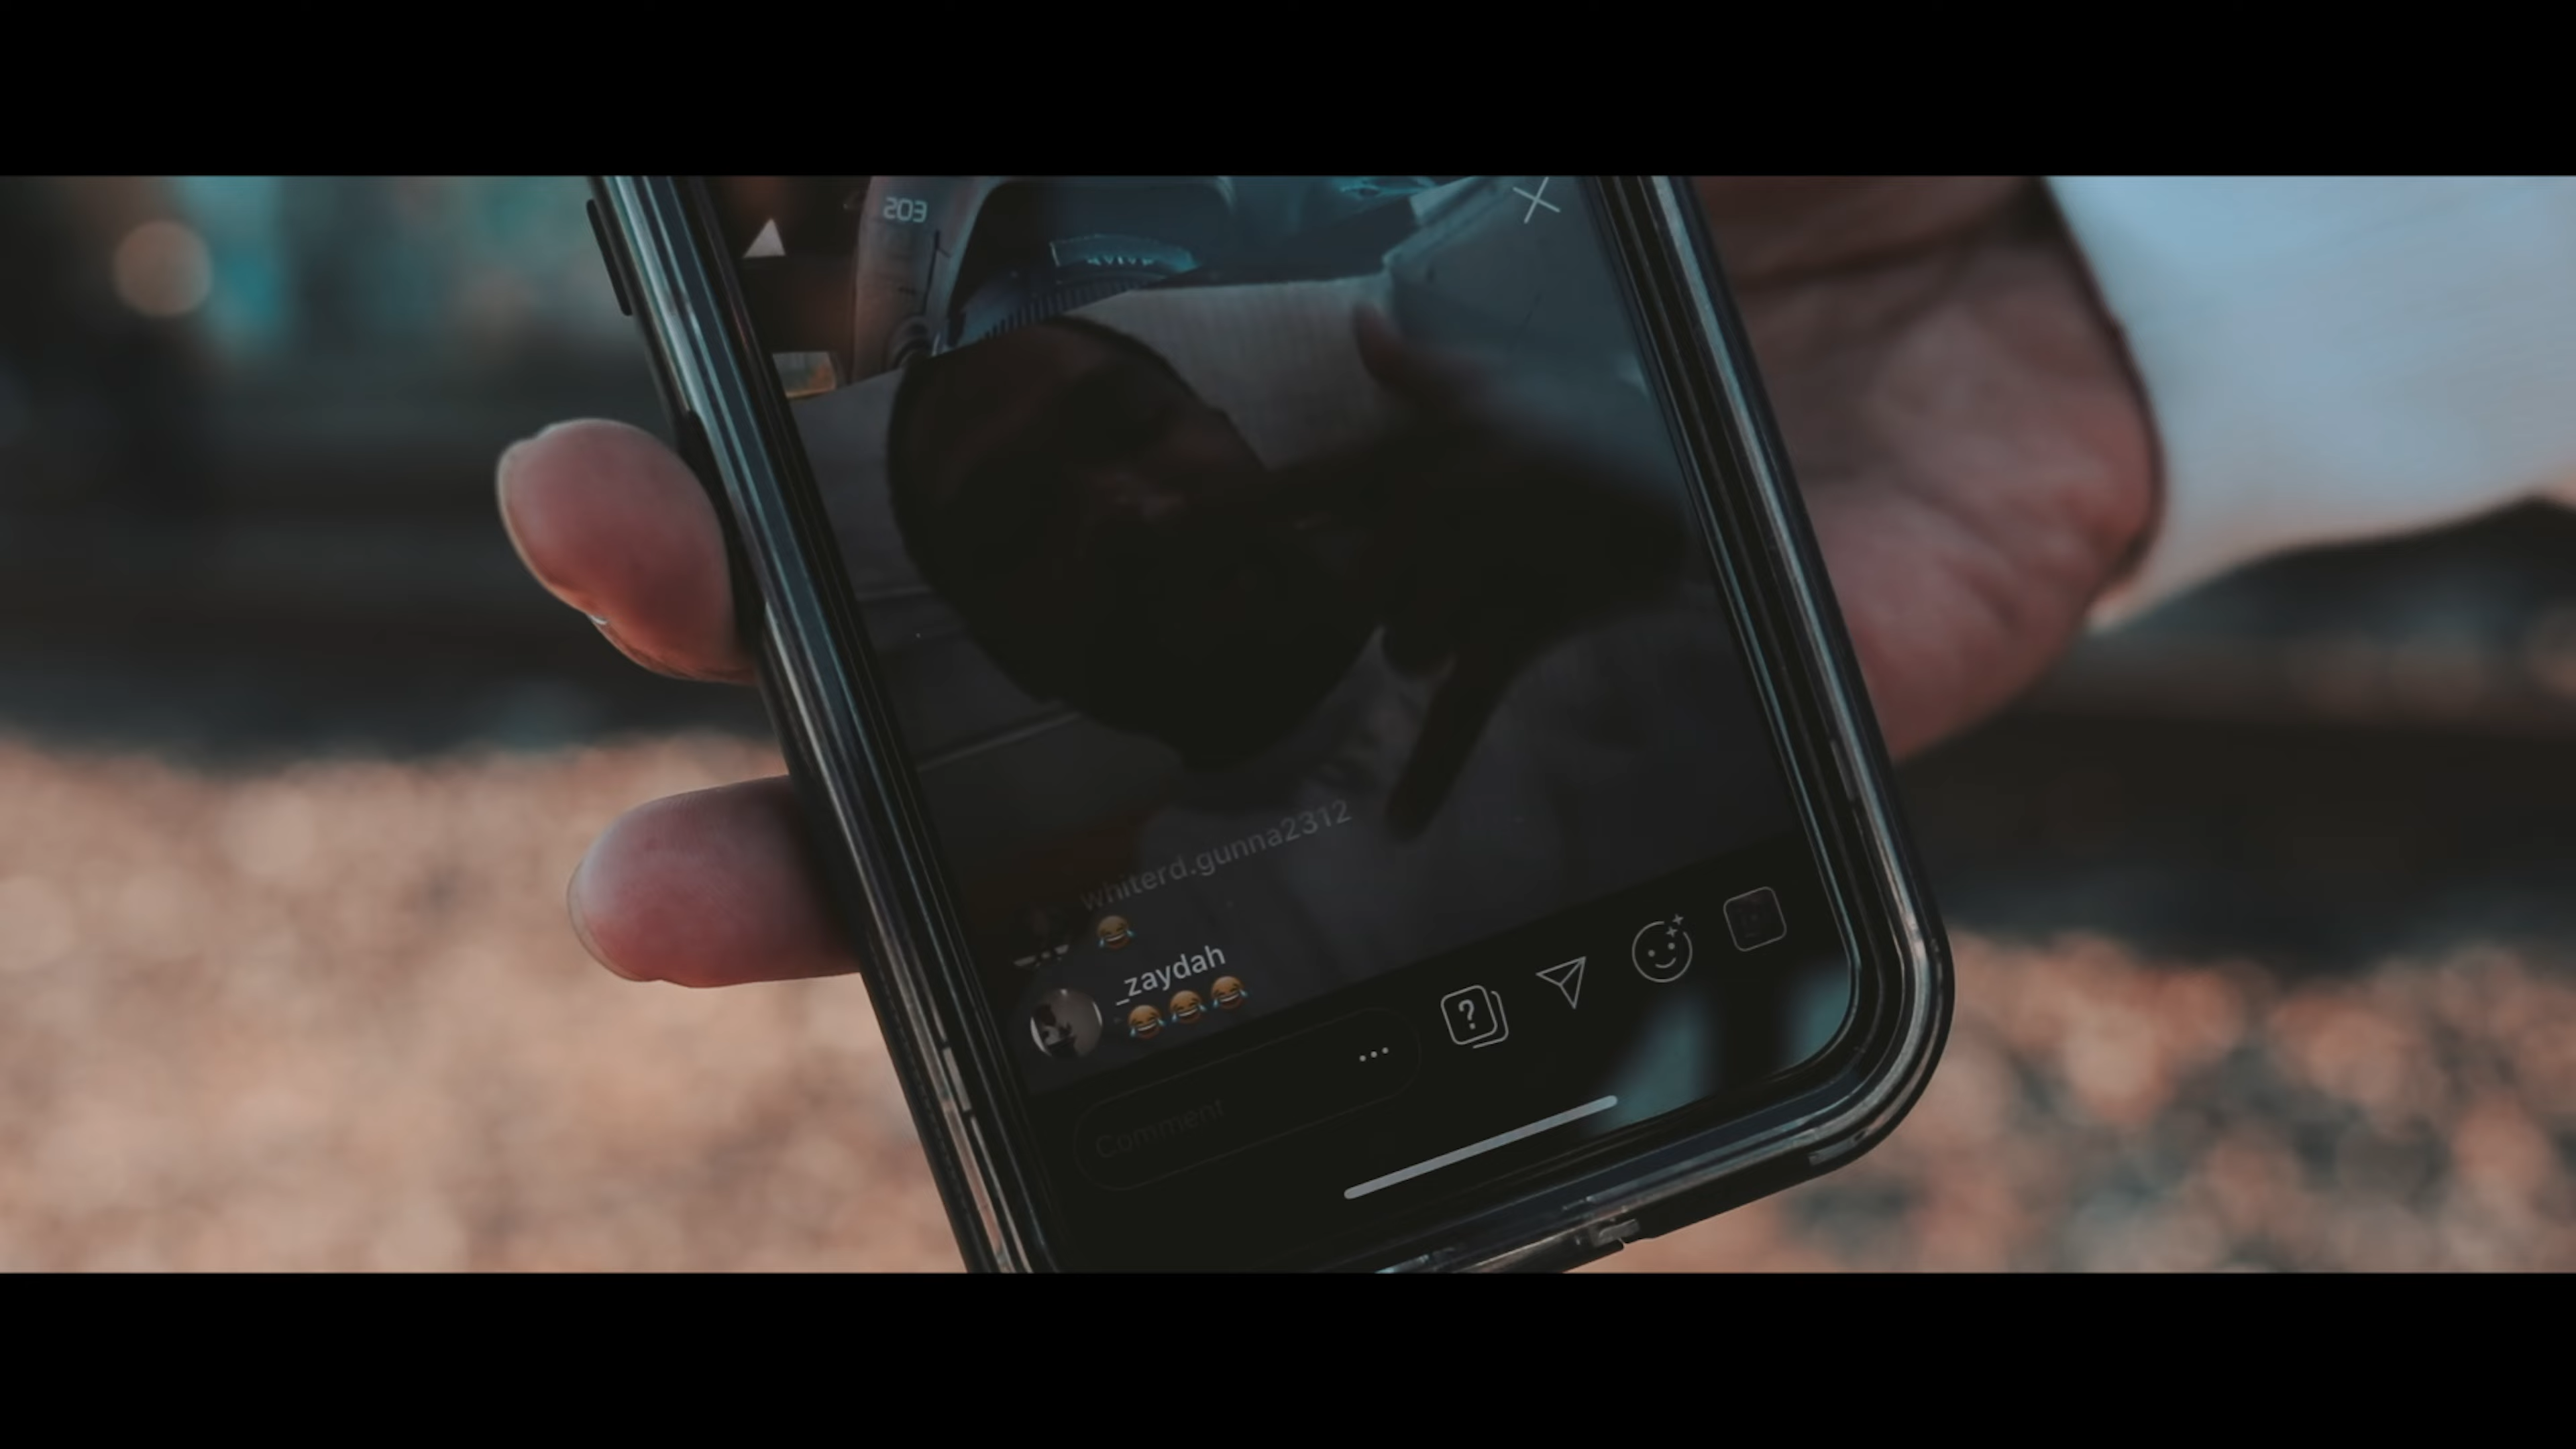 203
whiterd.gunna2312
😂
_zaydah
😂😂😂
Comment